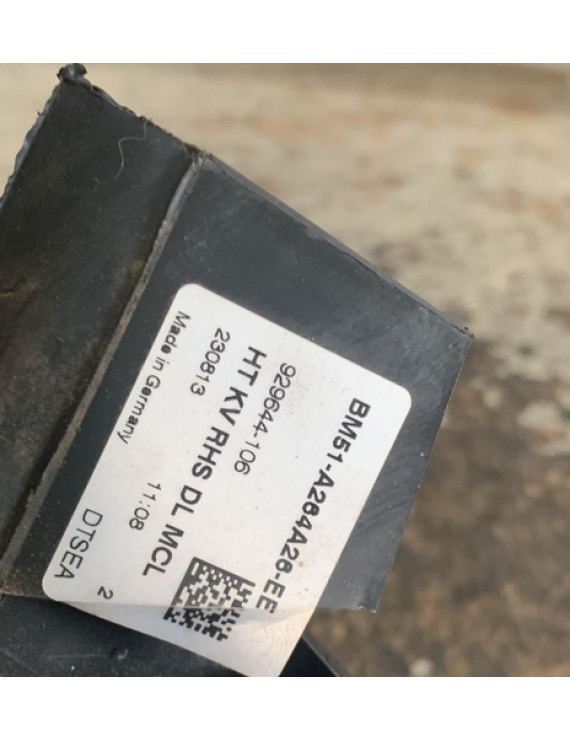 BM51-A264A26-EE
929644-106
HT KV RHS DL MCL
230813 11:08
Made in Germany
DTSEA 2